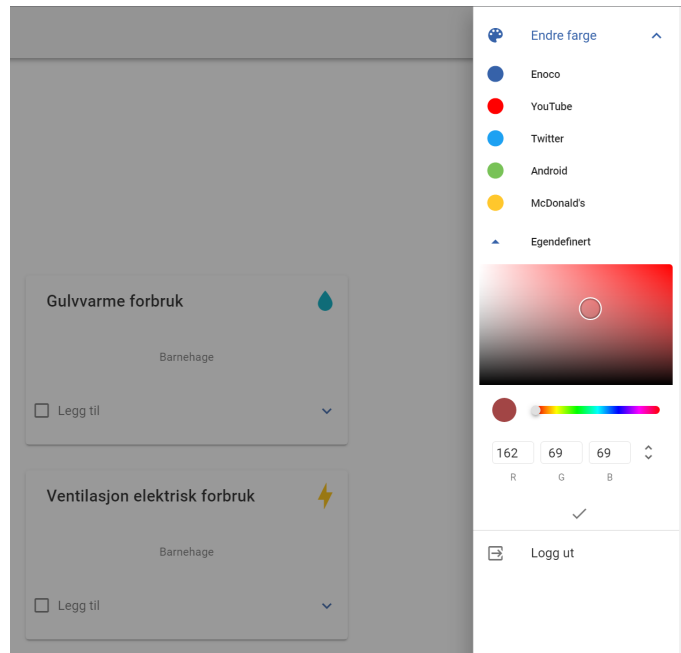 Endre farge
Enoco
YouTube
Twitter
Android
McDonald's
Egendefinert
162 69 69
R G B
Logg ut
Gulvvarme forbruk
Barnehage
Legg til
Ventilasjon elektrisk forbruk
Barnehage
Legg til